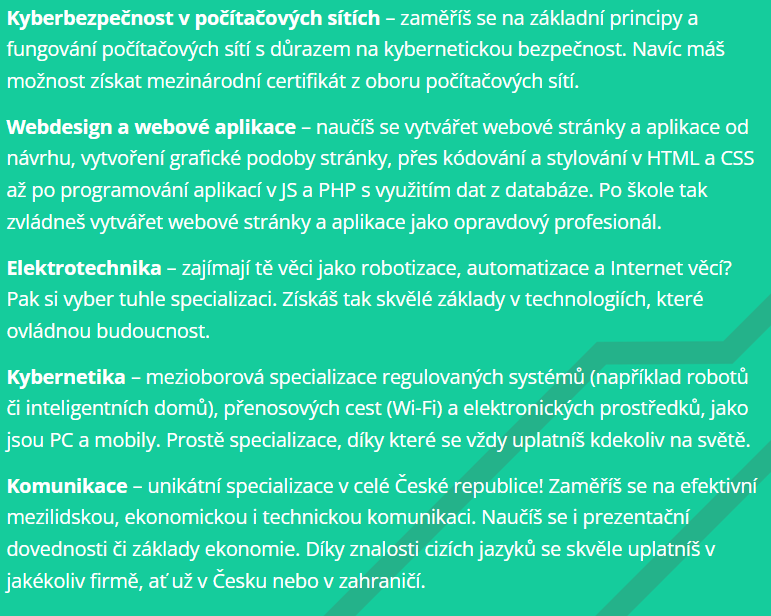 Kyberbezpečnost v počítačových sítích – zaměříš se na základní principy a
fungování počítačových sítí s důrazem na kybernetickou bezpečnost. Navíc máš
možnost získat mezinárodní certifikát z oboru počítačových sítí.
Webdesign a webové aplikace – naučíš se vytvářet webové stránky a aplikace od
návrhu, vytvoření grafické podoby stránky, přes kódování a stylování v HTML a CSS
až po programování aplikací v JS a PHP s využitím dat z databáze. Po škole tak
zvládneš vytvářet webové stránky a aplikace jako opravdový profesionál.
Elektrotechnika – zajímají tě věci jako robotizace, automatizace a Internet věcí?
Pak si vyber tuhle specializaci. Získáš tak skvělé základy v technologiích, které
ovládnou budoucnost.
Kybernetika – mezioborová specializace regulovaných systémů (například robotů
či inteligentních domů), přenosových cest (Wi-Fi) a elektronických prostředků, jako
jsou PC a mobily. Prostě specializace, díky které se vždy uplatníš kdekoliv na světě.
Komunikace – unikátní specializace v celé České republice! Zaměříš se na efektivní
mezilidskou, ekonomickou i technickou komunikaci. Naučíš se i prezentační
dovednosti či základy ekonomie. Díky znalosti cizích jazyků se skvěle uplatníš v
jakékoliv firmě, ať už v Česku nebo v zahraničí.